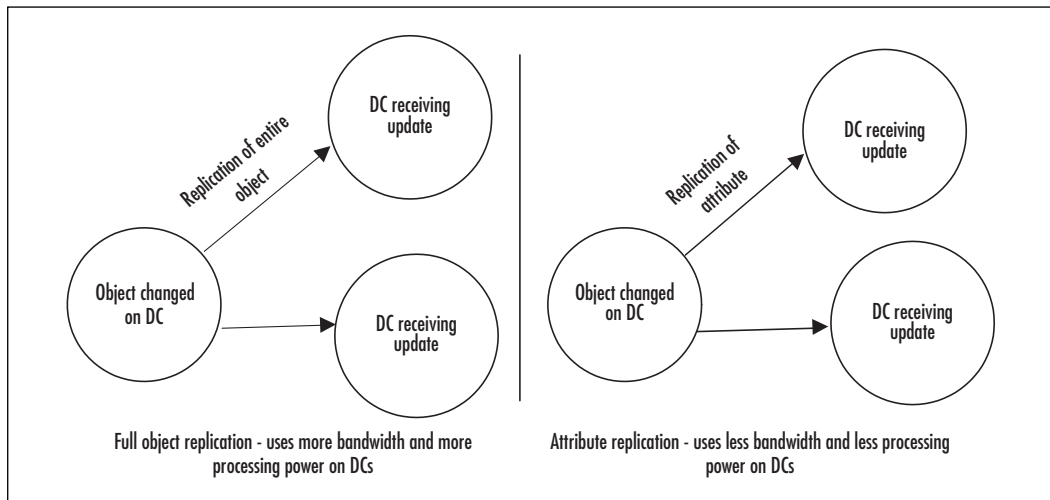 DC receiving
update
Replication of entire
object
Object changed
on DC
DC receiving
update
Full object replication - uses more bandwidth and more
processing power on DCs
DC receiving
update
Replication of
attribute
Object changed
on DC
DC receiving
update
Attribute replication - uses less bandwidth and less processing
power on DCs